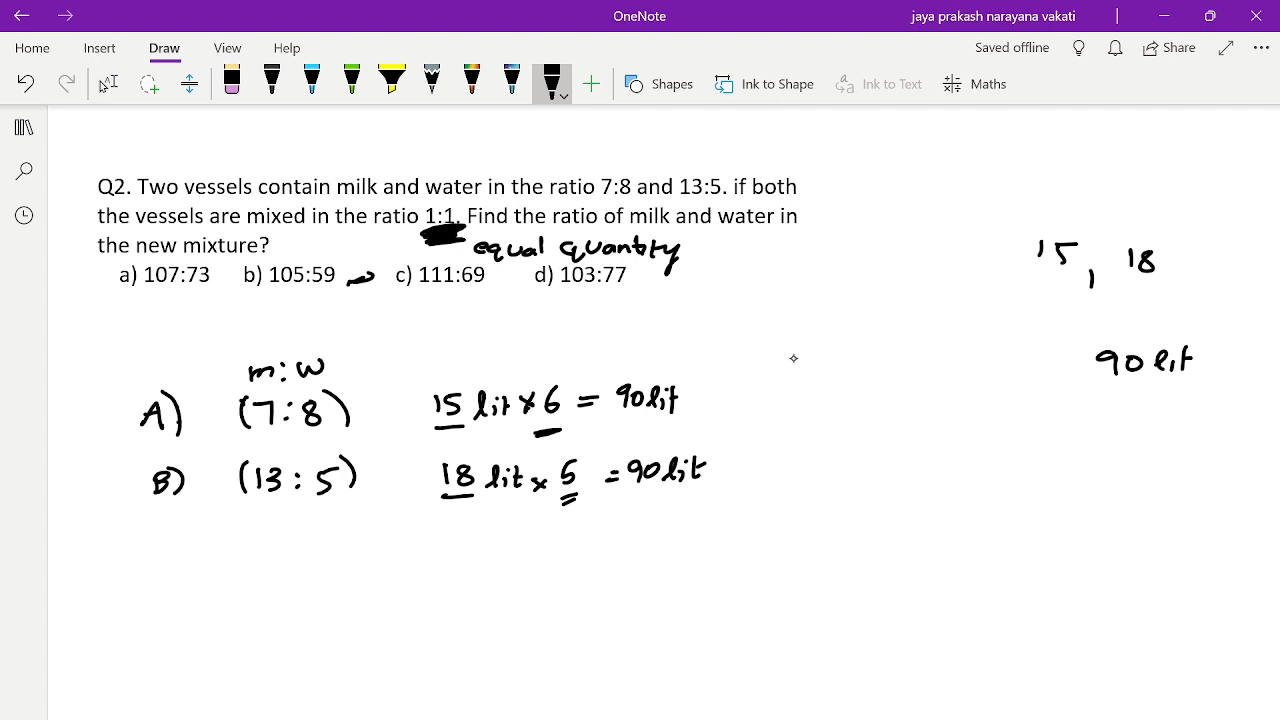 OneNote
jaya prakash narayana vakati
Home Insert Draw View Help
Saved offline
Share
Shapes
Ink to Shape
Ink to Text
Maths
Q2. Two vessels contain milk and water in the ratio 7:8 and 13:5. if both
the vessels are mixed in the ratio 1:1. Find the ratio of milk and water in
the new mixture?
equal quantity
a) 107:73 b) 105:59 c) 111:69 d) 103:77
15, 18
90 lit
m:w
A) (7:8) 15 lit × 6 = 90 lit
B) (13:5) 18 lit × 5 = 90 lit